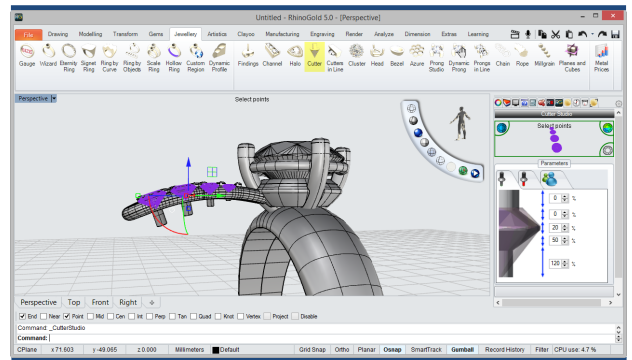 Untitled - RhinoGold 5.0 - [Perspective]
File Drawing Modelling Transform Gems Jewellery Artistics Clayoo Manufacturing Engraving Render Analyze Dimension Extras Emerald Learning
Gauge Wizard Eternity Ring Signet Ring Ring by Curve Ring by Objects Scale Ring Hollow Ring Custom Region Dynamic Profile Findings Channel Halo Cutter Cutters in Line Cluster Head Bezel Azure Prong Studio Dynamic Prong Prongs in Line Chain Rope Millgrain Planes and Cubes Metal Prices
Perspective
Select points
Cutter Studio
Select points
Parameters
0 %
0 %
20 %
50 %
120 %
Perspective Top Front Right
End Near Point Mid Cen Int Perp Tan Quad Knot Vertex Project Disable
Command: _CutterStudio
Command:
CPlane x 71.603 y -49.065 z 0.000 Millimeters Default Grid Snap Ortho Planar Osnap SmartTrack Gumball Record History Filter CPU use: 4.7 %